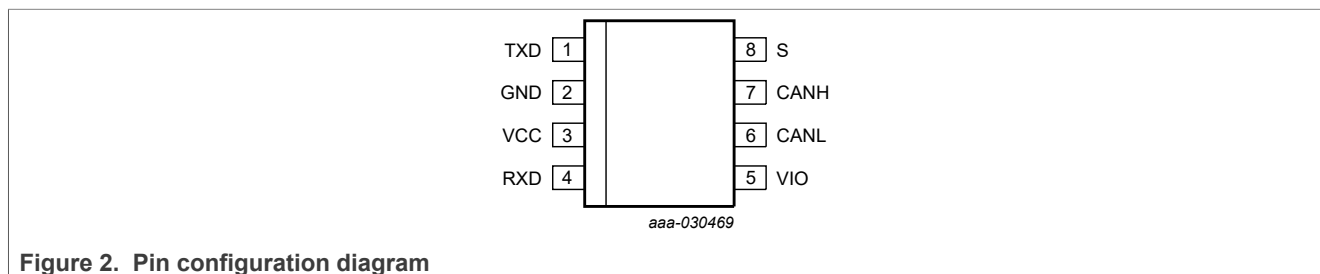 TXD 1 8 S
GND 2 7 CANH
VCC 3 6 CANL
RXD 4 5 VIO
aaa-030469
Figure 2. Pin configuration diagram